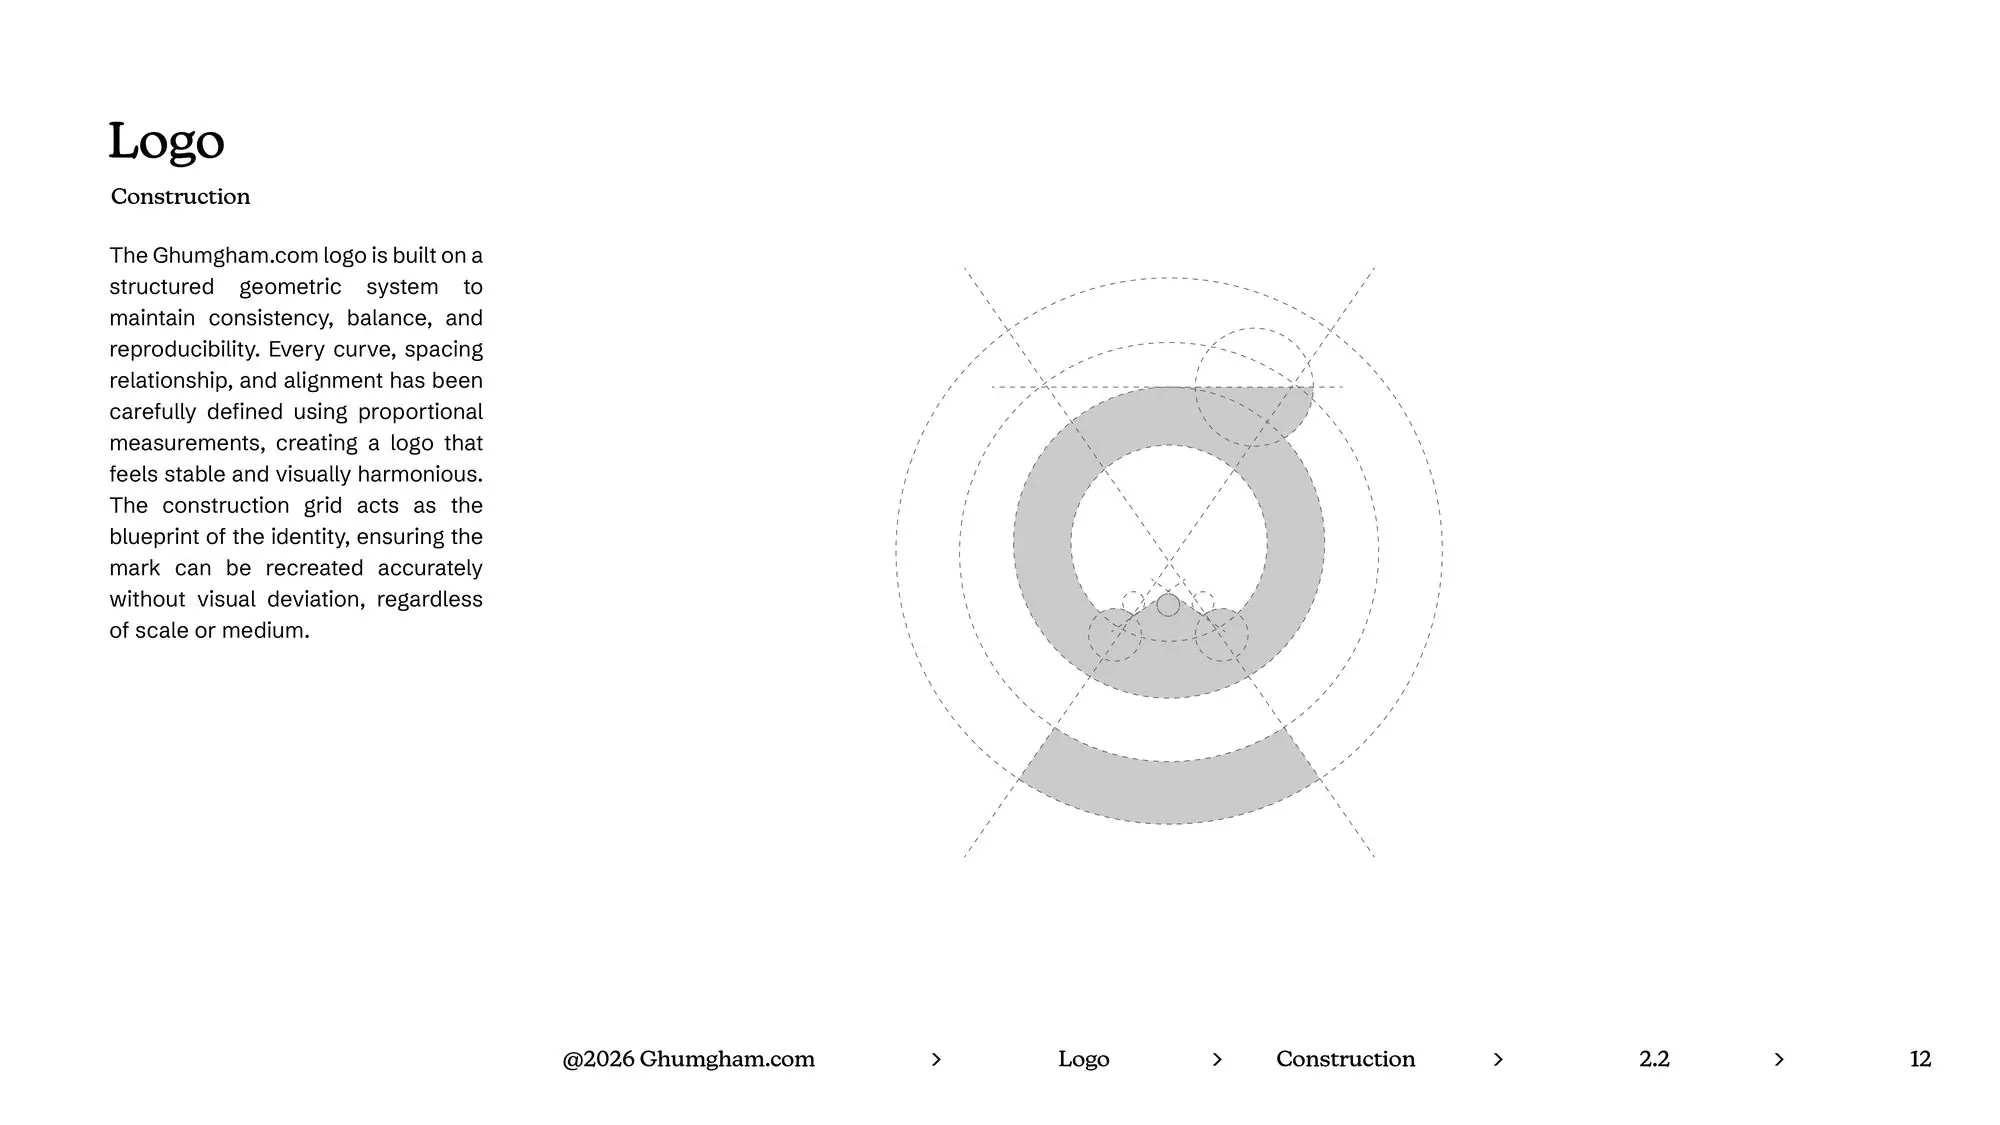 Logo
Construction
The Ghumgham.com logo is built on a
structured geometric system to
maintain consistency, balance, and
reproducibility. Every curve, spacing
relationship, and alignment has been
carefully defined using proportional
measurements, creating a logo that
feels stable and visually harmonious.
The construction grid acts as the
blueprint of the identity, ensuring the
mark can be recreated accurately
without visual deviation, regardless
of scale or medium.
@2026 Ghumgham.com > Logo > Construction > 2.2 > 12